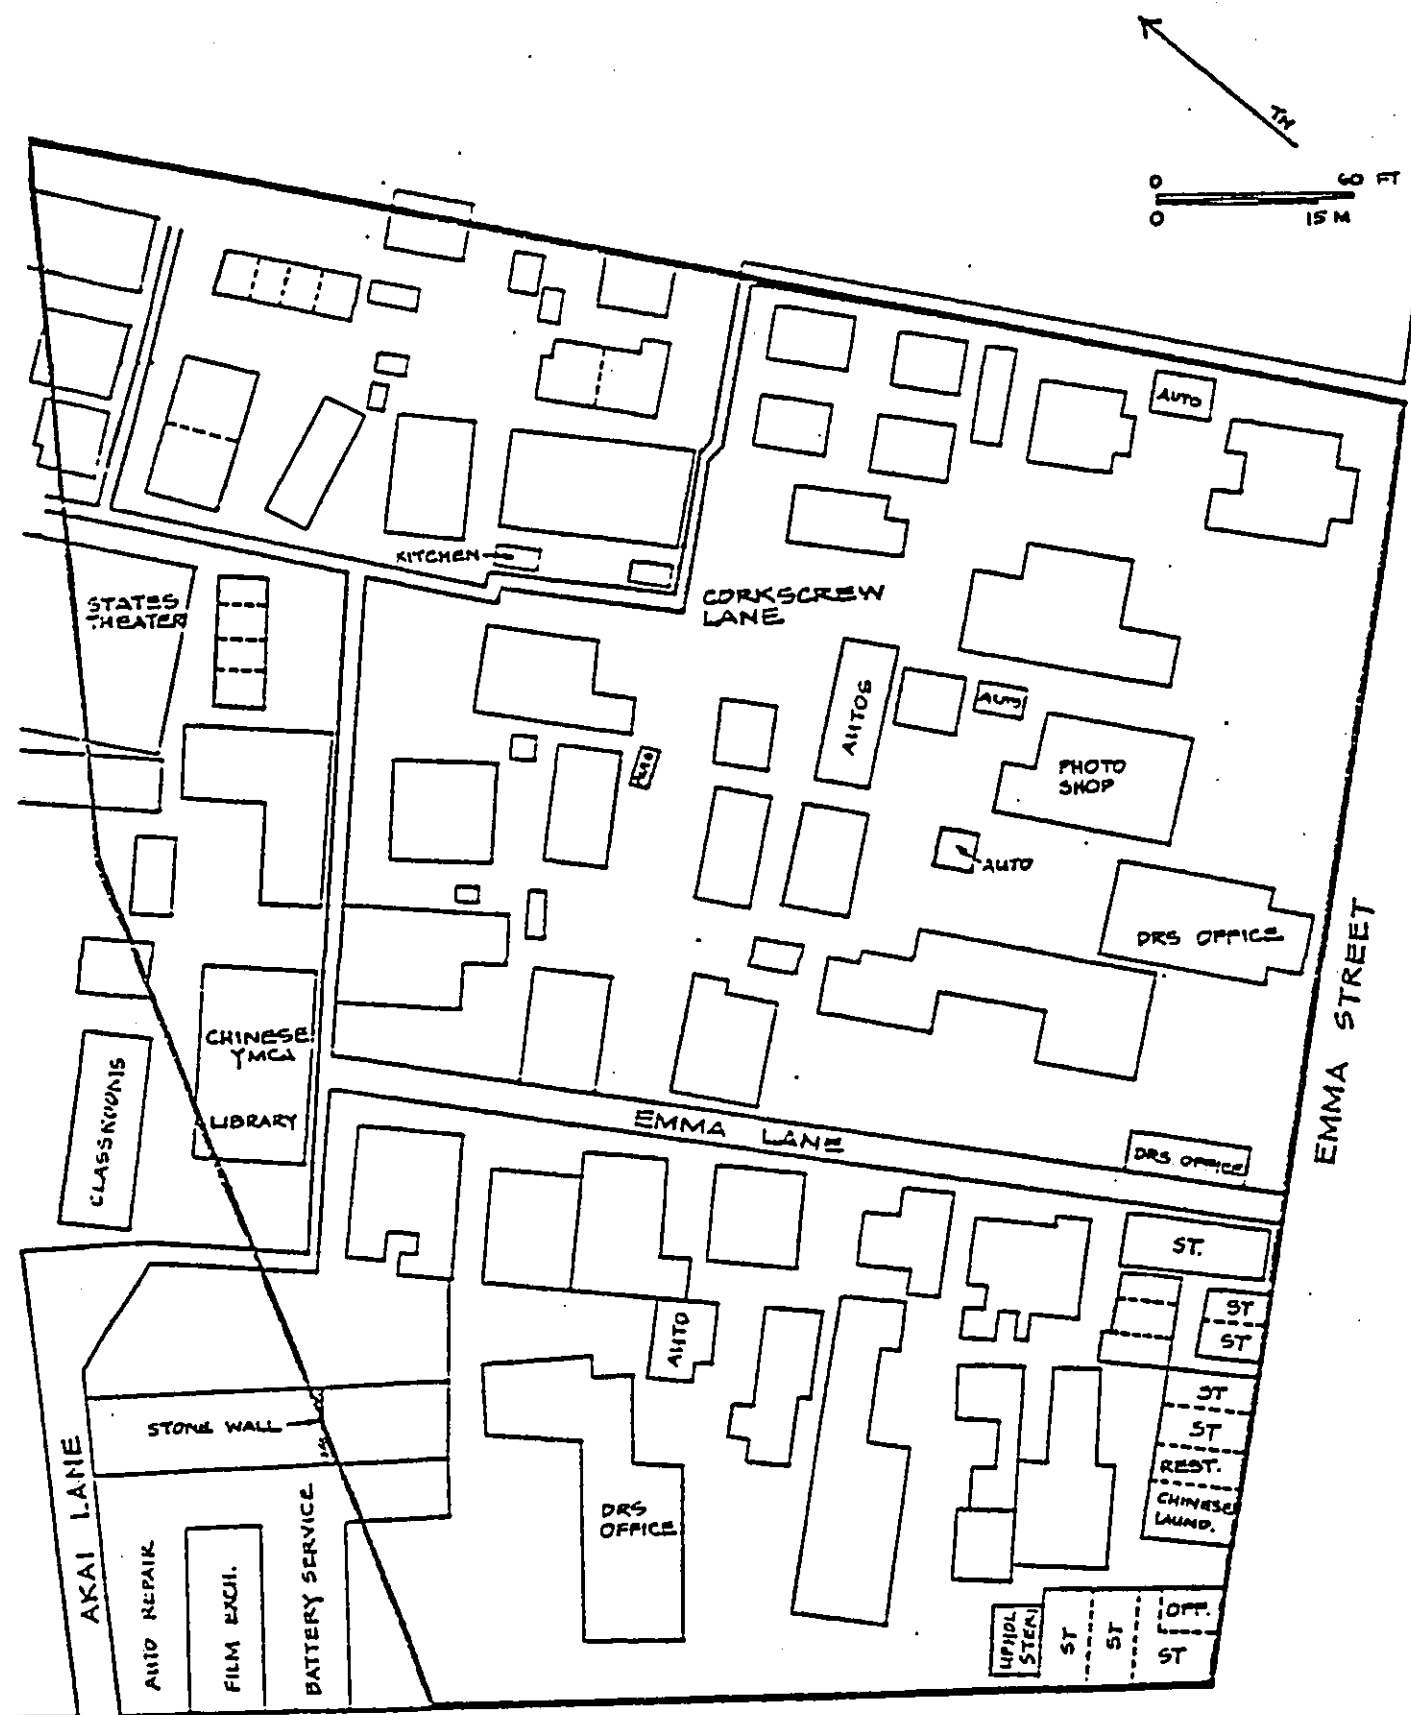 TN
0 60 FT
0 15 M
AUTO
KITCHEN
CORKSCREW
LANE
STATES
THEATER
AUTOS
AUTO
AUTO
PHOTO
SHOP
AUTO
DRS OFFICE
EMMA STREET
CHINESE
YMCA
LIBRARY
CLASSROOMS
EMMA LANE
DRS OFFICE
ST.
ST
ST
AUTO
ST
ST
REST.
CHINESE
LAUND.
STONE WALL
AKAI LANE
AUTO REPAIR
FILM EXCH.
BATTERY SERVICE
DRS
OFFICE
UPHOL
STERY
ST
ST
OFF.
ST